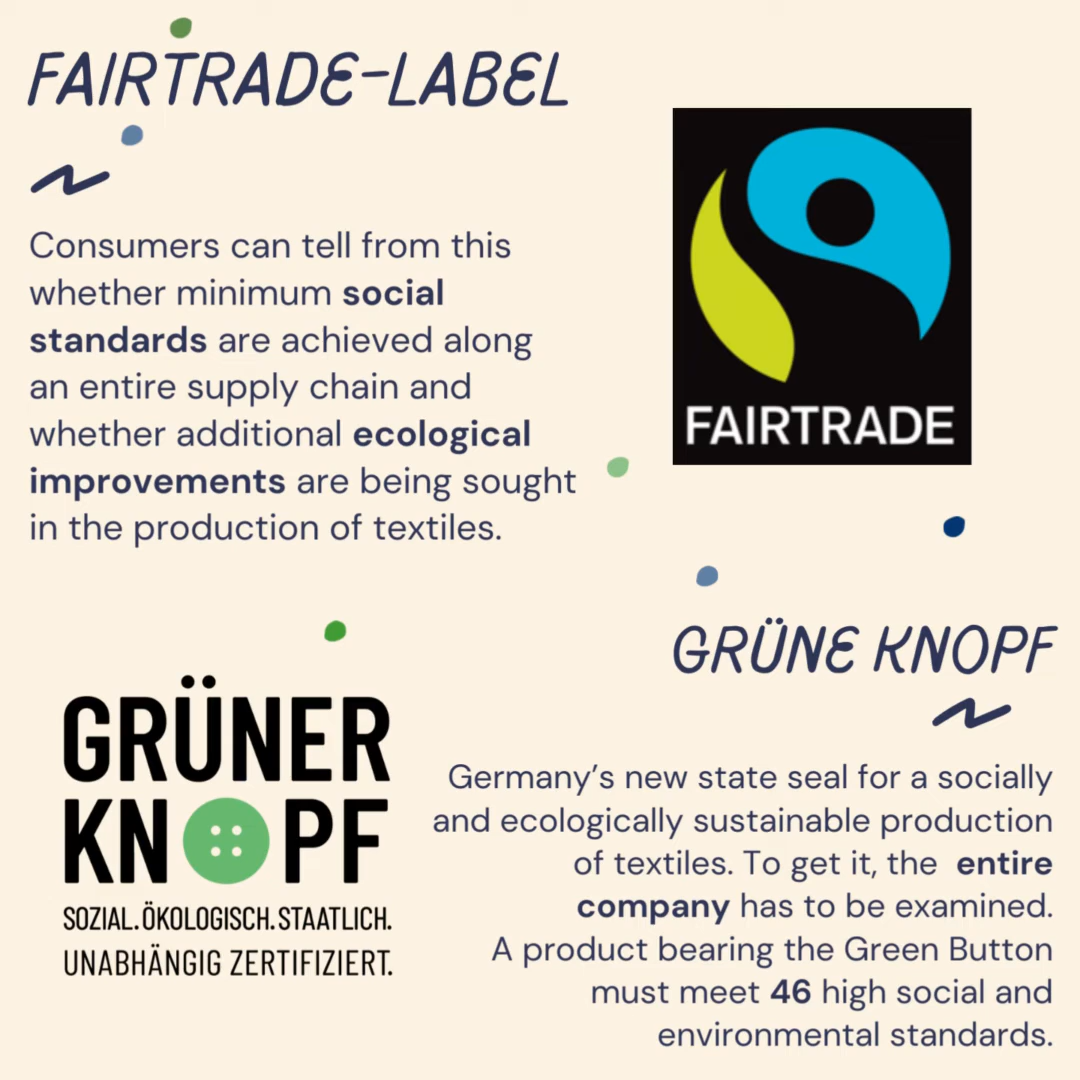 FAIRTRADE-LABEL
Consumers can tell from this
whether minimum social
standards are achieved along
an entire supply chain and
whether additional ecological
improvements are being sought
in the production of textiles.
FAIRTRADE
GRÜNE KNOPF
GRÜNER
KNOPF
SOZIAL. ÖKOLOGISCH. STAATLICH.
UNABHÄNGIG ZERTIFIZIERT.
Germany's new state seal for a socially
and ecologically sustainable production
of textiles. To get it, the entire
company has to be examined.
A product bearing the Green Button
must meet 46 high social and
environmental standards.